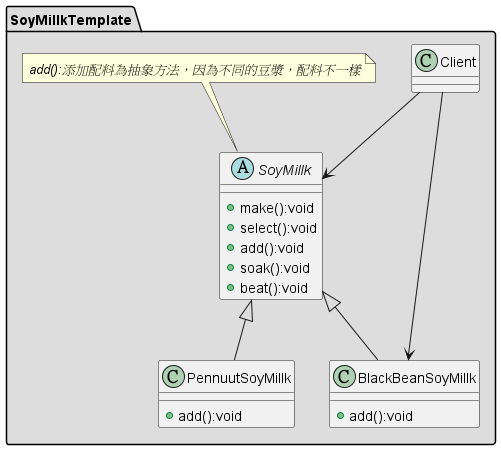 SoyMillkTemplate
add():添加配料為抽象方法，因為不同的豆漿，配料不一樣
C Client
A SoyMillk
make():void
select():void
add():void
soak():void
beat():void
C PennuutSoyMillk
add():void
C BlackBeanSoyMillk
add():void